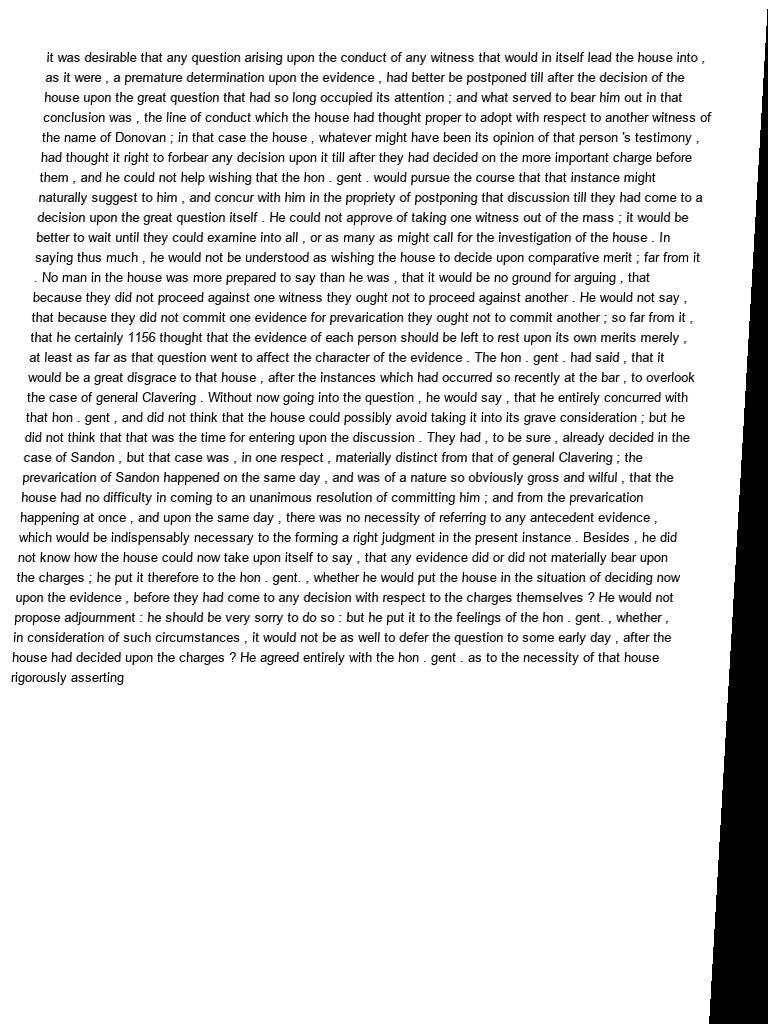 it was desirable that any question arising upon the conduct of any witness that would in itself lead the house into ,
as it were , a premature determination upon the evidence , had better be postponed till after the decision of the
house upon the great question that had so long occupied its attention ; and what served to bear him out in that
conclusion was , the line of conduct which the house had thought proper to adopt with respect to another witness of
the name of Donovan ; in that case the house , whatever might have been its opinion of that person 's testimony ,
had thought it right to forbear any decision upon it till after they had decided on the more important charge before
them , and he could not help wishing that the hon . gent . would pursue the course that that instance might
naturally suggest to him , and concur with him in the propriety of postponing that discussion till they had come to a
decision upon the great question itself . He could not approve of taking one witness out of the mass ; it would be
better to wait until they could examine into all , or as many as might call for the investigation of the house . In
saying thus much , he would not be understood as wishing the house to decide upon comparative merit ; far from it
. No man in the house was more prepared to say than he was , that it would be no ground for arguing , that
because they did not proceed against one witness they ought not to proceed against another . He would not say ,
that because they did not commit one evidence for prevarication they ought not to commit another ; so far from it ,
that he certainly 1156 thought that the evidence of each person should be left to rest upon its own merits merely ,
at least as far as that question went to affect the character of the evidence . The hon . gent . had said , that it
would be a great disgrace to that house , after the instances which had occurred so recently at the bar , to overlook
the case of general Clavering . Without now going into the question , he would say , that he entirely concurred with
that hon . gent , and did not think that the house could possibly avoid taking it into its grave consideration ; but he
did not think that that was the time for entering upon the discussion . They had , to be sure , already decided in the
case of Sandon , but that case was , in one respect , materially distinct from that of general Clavering ; the
prevarication of Sandon happened on the same day , and was of a nature so obviously gross and wilful , that the
house had no difficulty in coming to an unanimous resolution of committing him ; and from the prevarication
happening at once , and upon the same day , there was no necessity of referring to any antecedent evidence ,
which would be indispensably necessary to the forming a right judgment in the present instance . Besides , he did
not know how the house could now take upon itself to say , that any evidence did or did not materially bear upon
the charges ; he put it therefore to the hon . gent. , whether he would put the house in the situation of deciding now
upon the evidence , before they had come to any decision with respect to the charges themselves ? He would not
propose adjournment : he should be very sorry to do so : but he put it to the feelings of the hon . gent. , whether ,
in consideration of such circumstances , it would not be as well to defer the question to some early day , after the
house had decided upon the charges ? He agreed entirely with the hon . gent . as to the necessity of that house
rigorously asserting